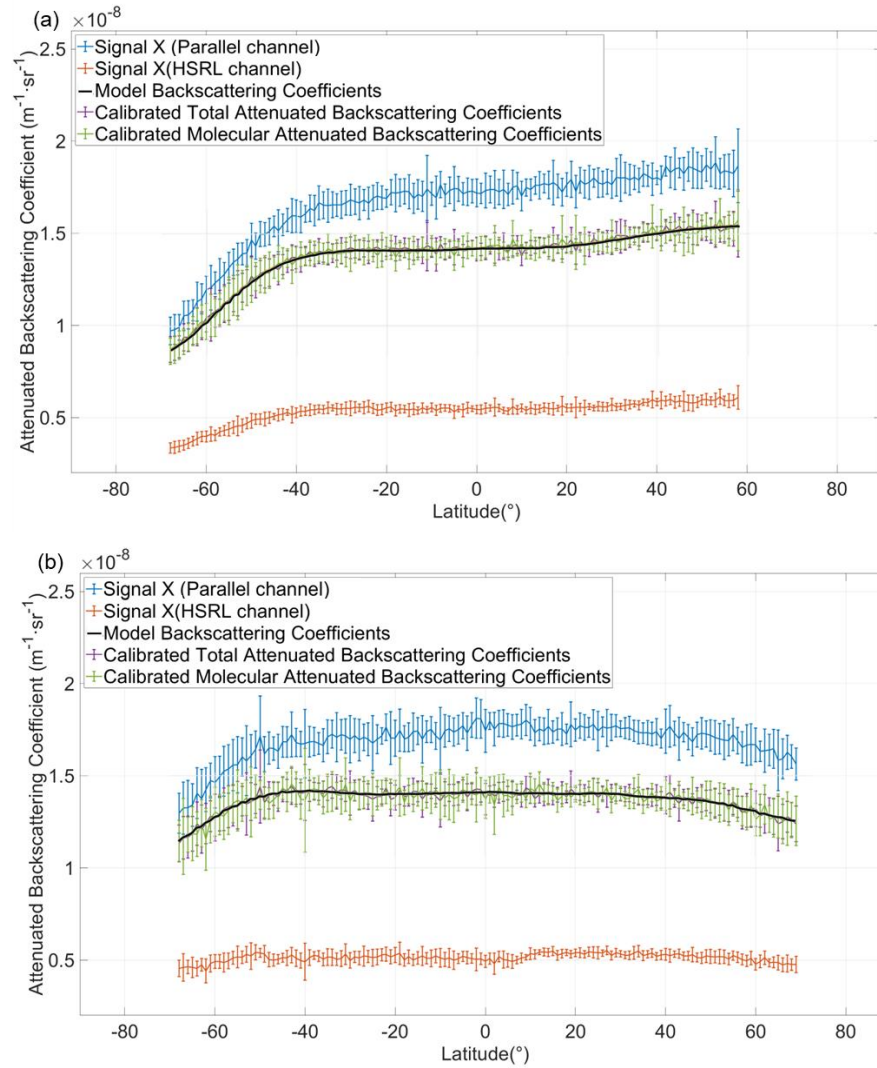 (a)
×10⁻⁸
2.5
2
1.5
1
0.5
Attenuated Backscattering Coefficient (m⁻¹·sr⁻¹)
Signal X (Parallel channel)
Signal X(HSRL channel)
Model Backscattering Coefficients
Calibrated Total Attenuated Backscattering Coefficients
Calibrated Molecular Attenuated Backscattering Coefficients
-80 -60 -40 -20 0 20 40 60 80
Latitude(°)
(b)
×10⁻⁸
2.5
2
1.5
1
0.5
Attenuated Backscattering Coefficient (m⁻¹·sr⁻¹)
Signal X (Parallel channel)
Signal X(HSRL channel)
Model Backscattering Coefficients
Calibrated Total Attenuated Backscattering Coefficients
Calibrated Molecular Attenuated Backscattering Coefficients
-80 -60 -40 -20 0 20 40 60 80
Latitude(°)